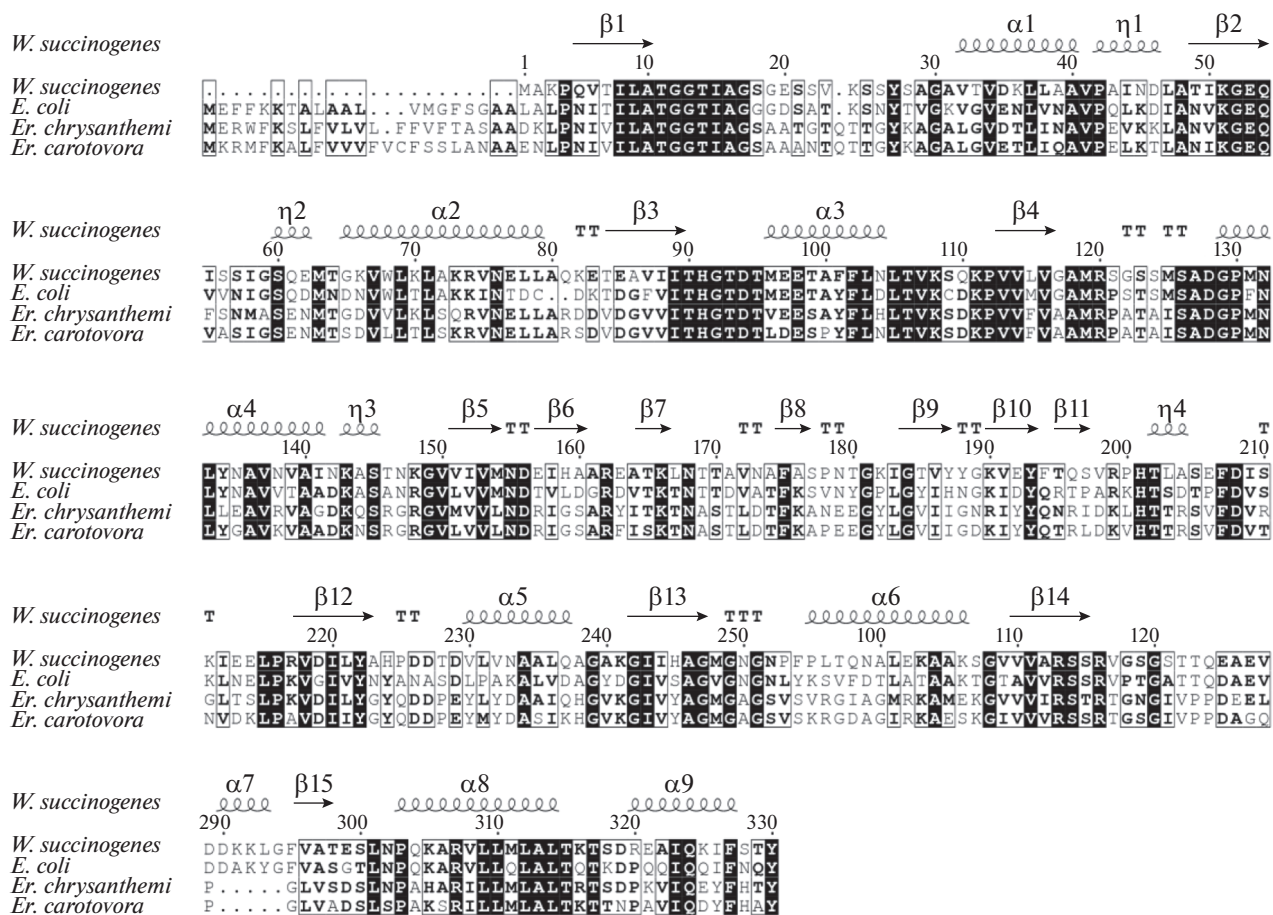 W. succinogenes β1 α1 η1 β2
1 10 20 30 40 50
W. succinogenes .......................MAKPQVTILATGGTIAGSGESSV.KSSYSAGAVTVDKLLAAVPAINDLATIKGEQ
E. coli MEFFKKTALAAL...VMGFSGAALALPNITILATGGTIAGGGDSAT.KSNYTVGKVGVENLVNAVPQLKDIANVKGEQ
Er. chrysanthemi MERWFKSLFVLVL.FFVFTASAADKLPNIVILATGGTIAGSAATGTQTTGYKAGALGVDTLINAVPEVKKLANVKGEQ
Er. carotovora MKRMFKALFVVVFVCFSSLANAAENLPNIVILATGGTIAGSAAANTQTTGYKAGALGVETLIQAVPELKTLANIKGEQ
W. succinogenes η2 α2 TT β3 α3 β4 TT TT
60 70 80 90 100 110 120 130
W. succinogenes ISSIGSQEMTGKVWLKLAKRVNELLAQKETEAVIITHGTDTMEETAFFLNLTVKSQKPVVLVGAMRSGSSMSADGPMN
E. coli VVNIGSQDMNDNVWLTLAKKINTDC..DKTDGFVITHGTDTMEETAYFLDLTVKCDKPVVMVGAMRPSTSMSADGPFN
Er. chrysanthemi FSNMASENMTGDVVLKLSQRVNELLARDDVDGVVITHGTDTVEESAYFLHLTVKSDKPVVFVAAMRPATAISADGPMN
Er. carotovora VASIGSENMTSDVLLTLSKRVNELLARSDVDGVVITHGTDTLDESPYFLNLTVKSDKPVVFVAAMRPATAISADGPMN
W. succinogenes α4 η3 β5 TT β6 β7 TT β8 TT β9 TT β10 β11 η4 T
140 150 160 170 180 190 200 210
W. succinogenes LYNAVNVAINKASTNKGVVIVMNDEIHAAREATKLNTTAVNAFASPNTGKIGTVYYGKVEYFTQSVRPHTLASEFDIS
E. coli LYNAVVTAADKASANRGVLVVMNDTVLDGRDVTKTNTTDVATFKSVNYGPLGYIHNGKIDYQRTPARKHTSDTPFDVS
Er. chrysanthemi LLEAVRVAGDKQSRGRGVMVVLNDRIGSARYITKTNASTLDTFKANEEGYLGVIIGNRIYYQNRIDKLHTTRSVFDVR
Er. carotovora LYGAVKVAADKNSRGRGVLVVLNDRIGSARFISKTNASTLDTFKAPEEGYLGVIIGDKIYYQTRLDKVHTTRSVFDVT
W. succinogenes T β12 TT α5 β13 TTT α6 β14
220 230 240 250 100 110 120
W. succinogenes KIEELPRVDILYAHPDDTDVLVNAALQAGAKGIIHAGMGNGNPFPLTQNALEKAAKSGVVVARSSRVGSGSTTQEAEV
E. coli KLNELPKVGIVYNYANASDLPAKALVDAGYDGIVSAGVGNGNLYKSVFDTLATAAKTGTAVVRSSRVPTGATTQDAEV
Er. chrysanthemi GLTSLPKVDILYGYQDDPEYLYDAAIQHGVKGIVYAGMGAGSVSVRGIAGMRKAMEKGVVVIRSTRTGNGIVPPDEEL
Er. carotovora NVDKLPAVDIIYGYQDDPEYMYDASIKHGVKGIVYAGMGAGSVSKRGDAGIRKAESKGIVVVRSSRTGSGIVPPDAGQ
W. succinogenes α7 β15 α8 α9
290 300 310 320 330
W. succinogenes DDKKLGFVATESLNPQKARVLLMLALTKTSDREAIQKIFSTY
E. coli DDAKYGFVASGTLNPQKARVLLQLALTQTKDPQQIQQIFNQY
Er. chrysanthemi P.....GLVSDSLNPAHARILLMLALTRTSDPKVIQEYFHTY
Er. carotovora P.....GLVADSLSPAKSRILLMLALTKTTNPAVIQDYFHAY